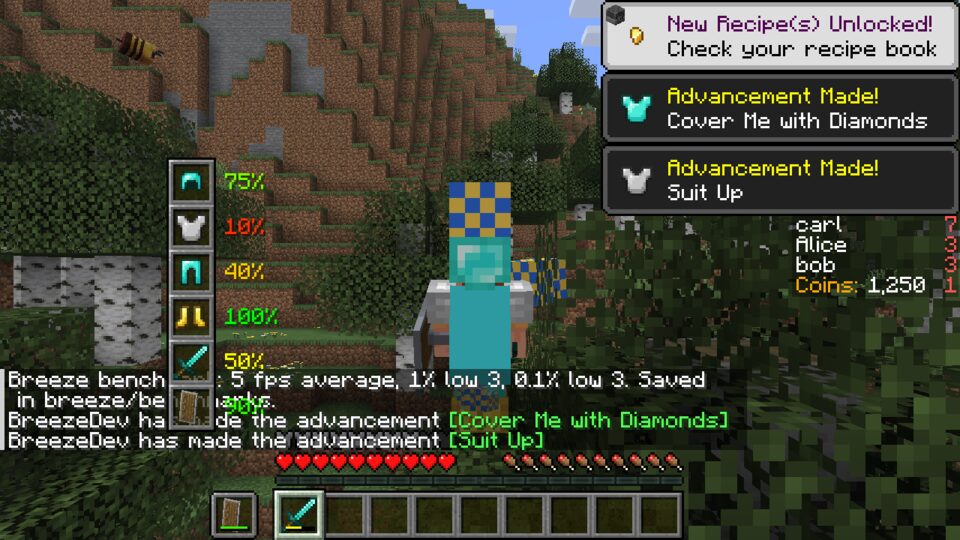 New Recipe(s) Unlocked!
Check your recipe book
Advancement Made!
Cover Me with Diamonds
Advancement Made!
Suit Up
75%
10%
40%
100%
50%
90%
carl 7
Alice 3
bob 3
Coins: 1,250 1
Breeze bench : 5 fps average, 1% low 3, 0.1% low 3. Saved
in breeze/be marks.
BreezeDev ha de the advancement [Cover Me with Diamonds]
BreezeDev has made the advancement [Suit Up]